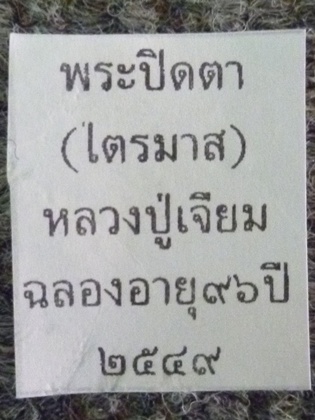 พระปิดตา
(ไตรมาส)
หลวงปู่เจียม
ฉลองอายุ๙๖ปี
๒๕๔๙